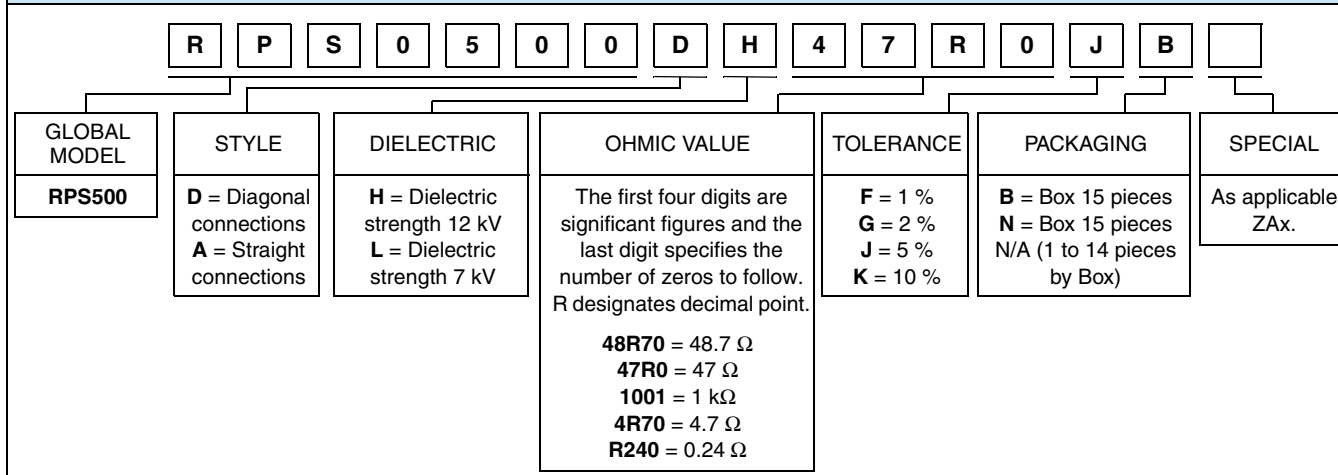 R P S 0 5 0 0 D H 4 7 R 0 J B
GLOBAL
MODEL
RPS500
STYLE
D = Diagonal
connections
A = Straight
connections
DIELECTRIC
H = Dielectric
strength 12 kV
L = Dielectric
strength 7 kV
OHMIC VALUE
The first four digits are
significant figures and the
last digit specifies the
number of zeros to follow.
R designates decimal point.
48R70 = 48.7 Ω
47R0 = 47 Ω
1001 = 1 kΩ
4R70 = 4.7 Ω
R240 = 0.24 Ω
TOLERANCE
F = 1 %
G = 2 %
J = 5 %
K = 10 %
PACKAGING
B = Box 15 pieces
N = Box 15 pieces
N/A (1 to 14 pieces
by Box)
SPECIAL
As applicable
ZAx.